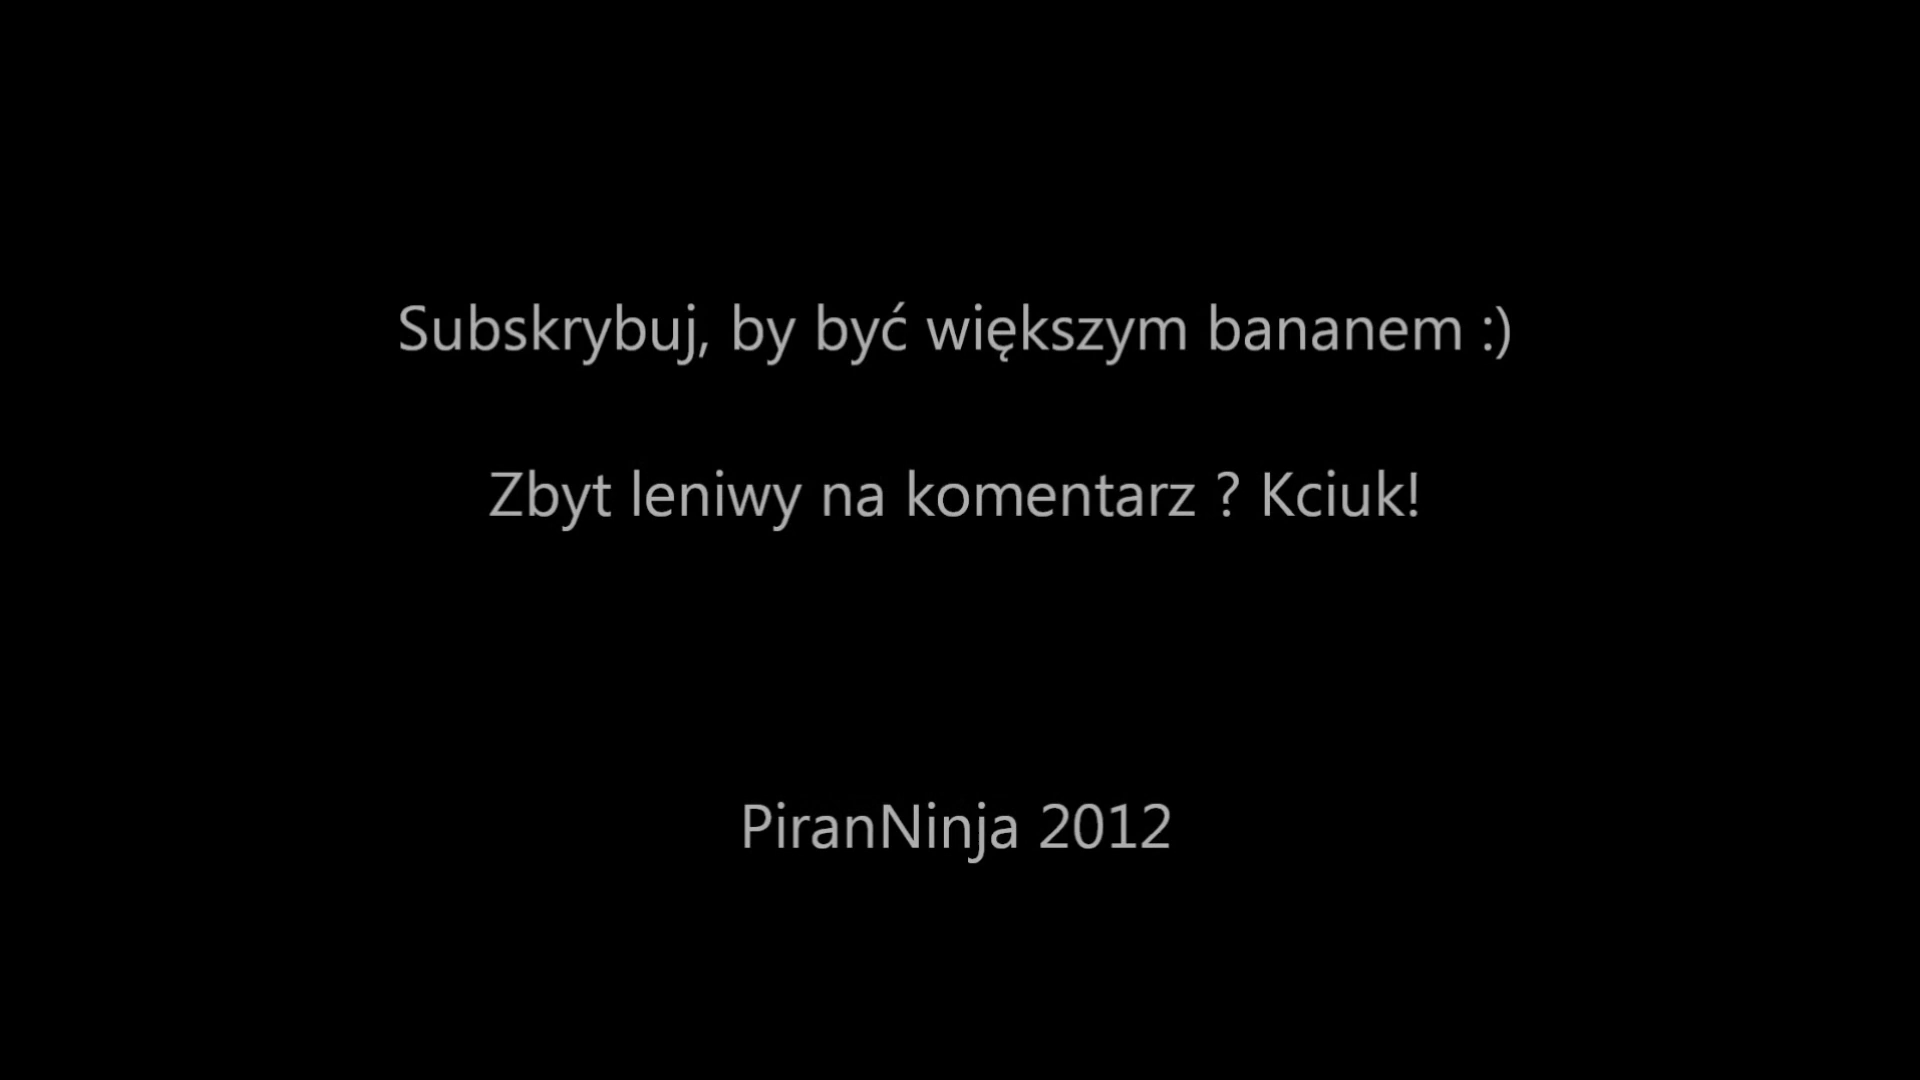 Subskrybuj, by być większym bananem :)
Zbyt leniwy na komentarz ? Kciuk!
PiranNinja 2012